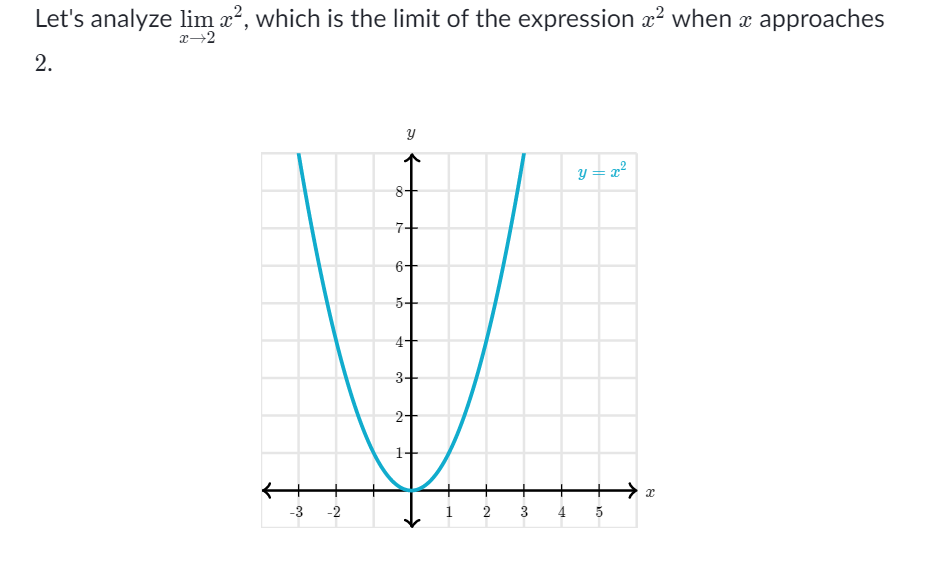 Let's analyze lim x→2 x², which is the limit of the expression x² when x approaches
2.
y
y = x²
8
7
6
5
4
3
2
1
x
-3 -2 1 2 3 4 5